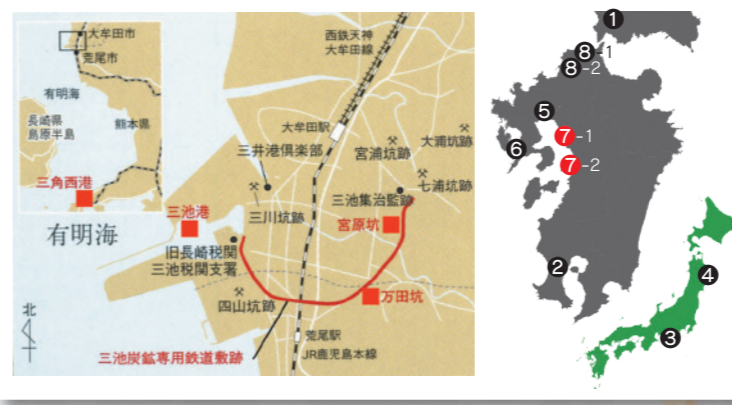 大牟田市
荒尾市
有明海
長崎県
島原半島
熊本県
三角西港
有明海
北
西鉄天神
大牟田線
大牟田駅
三井港倶楽部
宮浦坑跡
大浦坑跡
七浦坑跡
三池集治監跡
三川坑跡
三池港
宮原坑
旧長崎税関
三池税関支署
四山坑跡
万田坑
荒尾駅
JR鹿児島本線
三池炭鉱専用鉄道敷跡
1
8-1
8-2
5
7-1
6
7-2
2
4
3